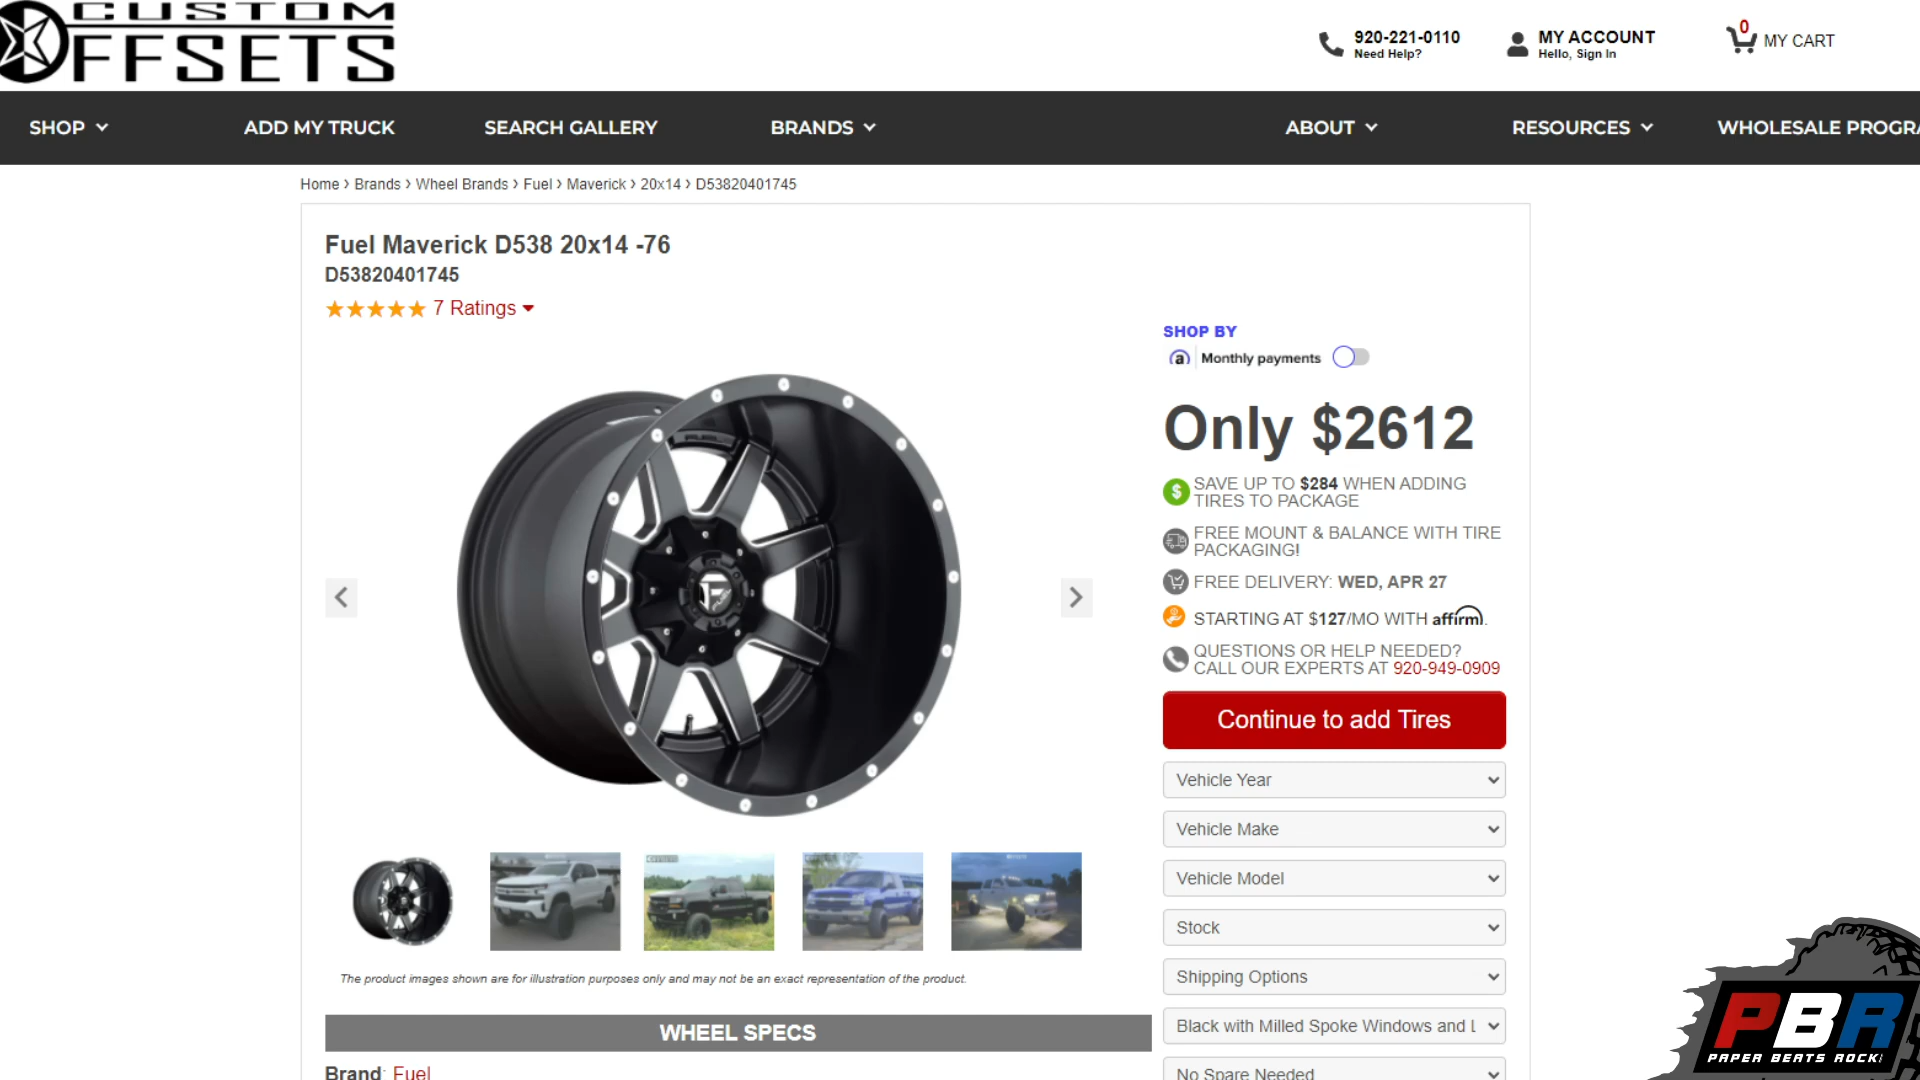 CUSTOM
OFFSETS
920-221-0110
Need Help?
MY ACCOUNT
Hello, Sign In
0
MY CART
SHOP
ADD MY TRUCK
SEARCH GALLERY
BRANDS
ABOUT
RESOURCES
WHOLESALE PROGRA
Home > Brands > Wheel Brands > Fuel > Maverick > 20x14 > D53820401745
Fuel Maverick D538 20x14 -76
D53820401745
7 Ratings
SHOP BY
a Monthly payments
Only $2612
$ SAVE UP TO $284 WHEN ADDING
TIRES TO PACKAGE
FREE MOUNT & BALANCE WITH TIRE
PACKAGING!
FREE DELIVERY: WED, APR 27
STARTING AT $127/MO WITH affirm.
QUESTIONS OR HELP NEEDED?
CALL OUR EXPERTS AT 920-949-0909
Continue to add Tires
Vehicle Year
Vehicle Make
Vehicle Model
Stock
Shipping Options
Black with Milled Spoke Windows and L
No Spare Needed
The product images shown are for illustration purposes only and may not be an exact representation of the product.
WHEEL SPECS
Brand: Fuel
PBR
PAPER BEATS ROCK!